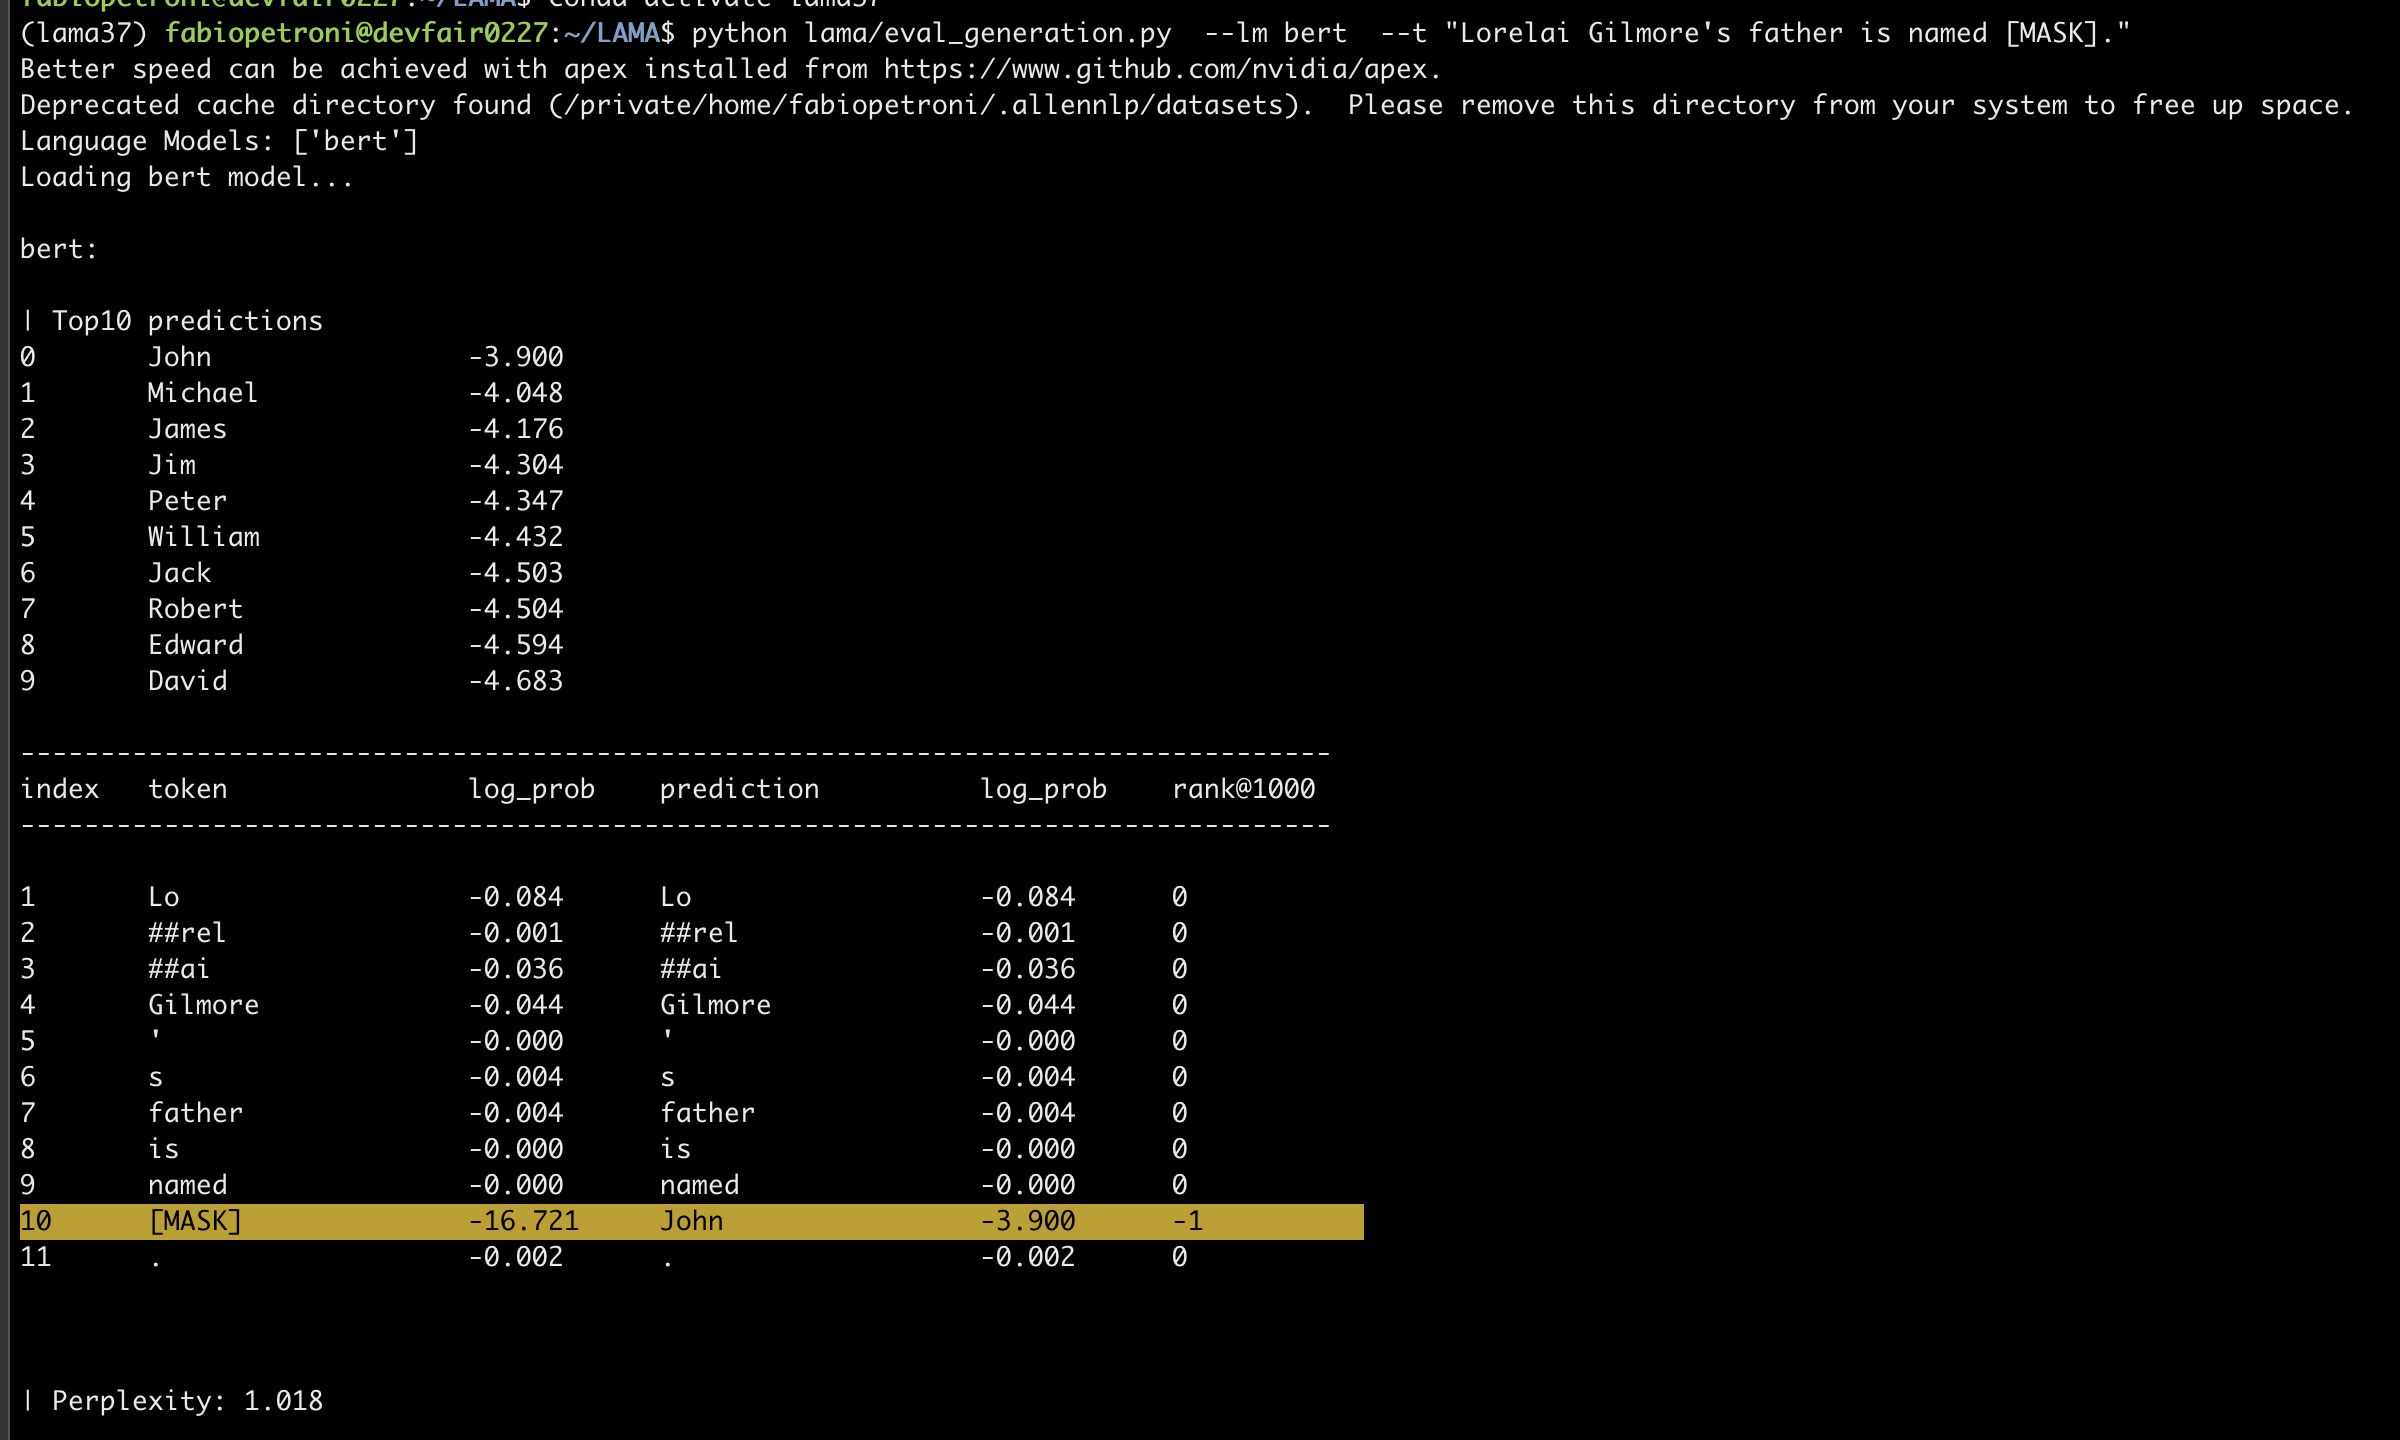 fabiopetroni@devfair0227:~/LAMA$ conda activate lama37
(lama37) fabiopetroni@devfair0227:~/LAMA$ python lama/eval_generation.py  --lm bert  --t "Lorelai Gilmore's father is named [MASK]."
Better speed can be achieved with apex installed from https://www.github.com/nvidia/apex.
Deprecated cache directory found (/private/home/fabiopetroni/.allennlp/datasets).  Please remove this directory from your system to free up space.
Language Models: ['bert']
Loading bert model...
bert:
| Top10 predictions
0       John                -3.900
1       Michael             -4.048
2       James               -4.176
3       Jim                 -4.304
4       Peter               -4.347
5       William             -4.432
6       Jack                -4.503
7       Robert              -4.504
8       Edward              -4.594
9       David               -4.683
----------------------------------------------------------------------------------
index   token               log_prob    prediction          log_prob    rank@1000
----------------------------------------------------------------------------------
1       Lo                  -0.084      Lo                  -0.084      0
2       ##rel               -0.001      ##rel               -0.001      0
3       ##ai                -0.036      ##ai                -0.036      0
4       Gilmore             -0.044      Gilmore             -0.044      0
5       '                   -0.000      '                   -0.000      0
6       s                   -0.004      s                   -0.004      0
7       father              -0.004      father              -0.004      0
8       is                  -0.000      is                  -0.000      0
9       named               -0.000      named               -0.000      0
10      [MASK]              -16.721     John                -3.900      -1
11      .                   -0.002      .                   -0.002      0
| Perplexity: 1.018